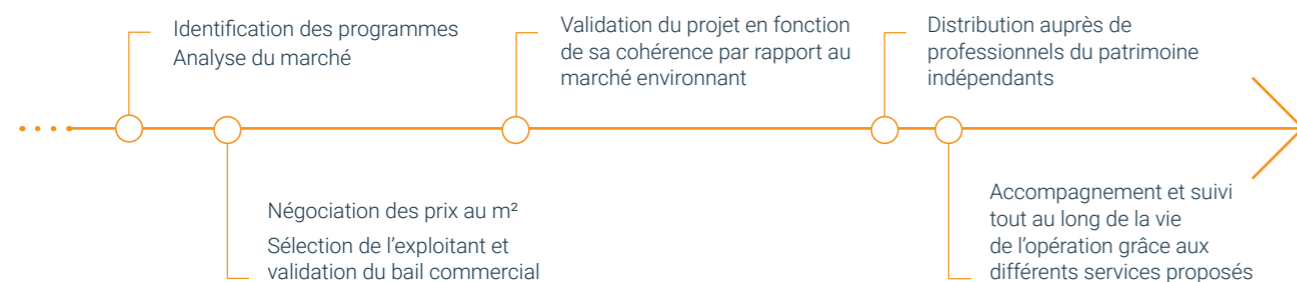 Identification des programmes
Analyse du marché
Négociation des prix au m²
Sélection de l'exploitant et
validation du bail commercial
Validation du projet en fonction
de sa cohérence par rapport au
marché environnant
Distribution auprès de
professionnels du patrimoine
indépendants
Accompagnement et suivi
tout au long de la vie
de l'opération grâce aux
différents services proposés